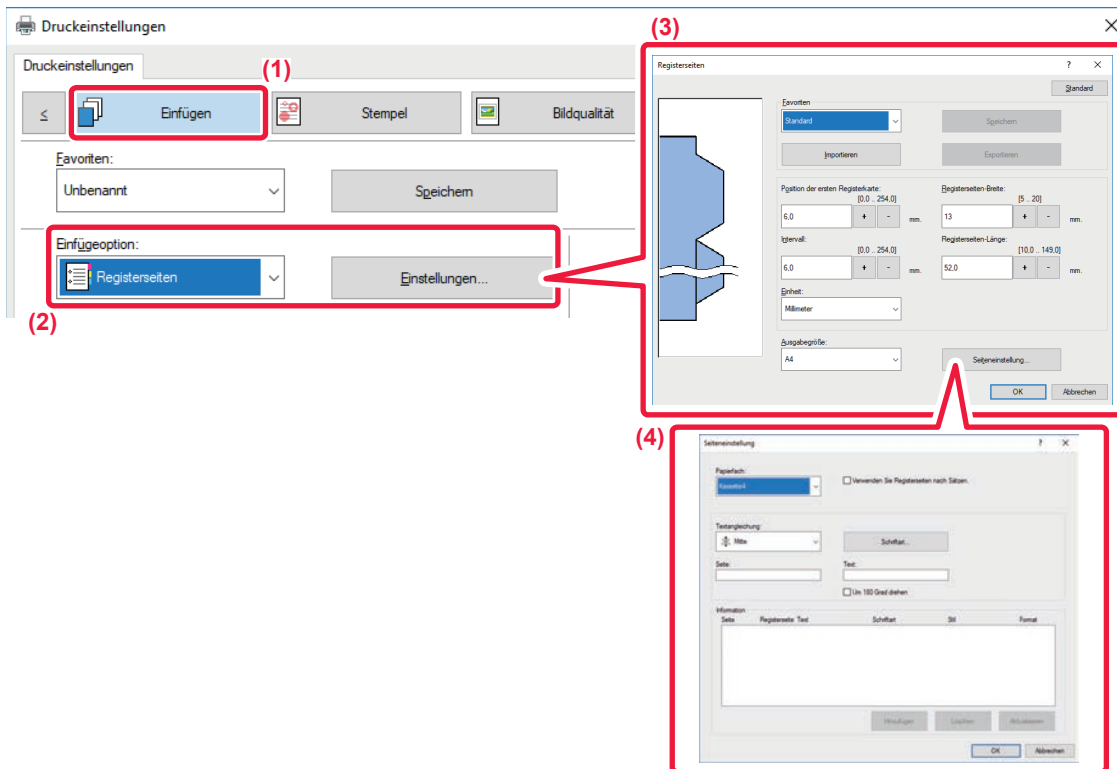 Druckeinstellungen
Druckeinstellungen
(1)
<
Einfügen
Stempel
Bildqualität
Favoriten:
Unbenannt
Speichern
Einfügeoption:
Registerseiten
Einstellungen...
(2)
(3)
Registerseiten
?
Standard
Favoriten
Standard
Speichern
Importieren
Exportieren
Position der ersten Registerkarte:
[0,0 .. 254,0]
6,0
+ -
mm.
Registerseiten-Breite:
[5 .. 20]
13
+ -
mm.
Intervall:
[0,0 .. 254,0]
6,0
+ -
mm.
Registerseiten-Länge:
[10,0 .. 149,0]
52,0
+ -
mm.
Einheit:
Millimeter
Ausgabegröße:
A4
Seiteneinstellung...
OK
Abbrechen
(4)
Seiteneinstellung
?
Papierfach:
Kassette4
Verwenden Sie Registerseiten nach Sätzen.
Textangleichung:
Mitte
Schriftart...
Seite:
Text:
Um 180 Grad drehen
Information
Seite Registerseite Text Schriftart Stil Format
Hinzufügen
Löschen
Aktualisieren
OK
Abbrechen